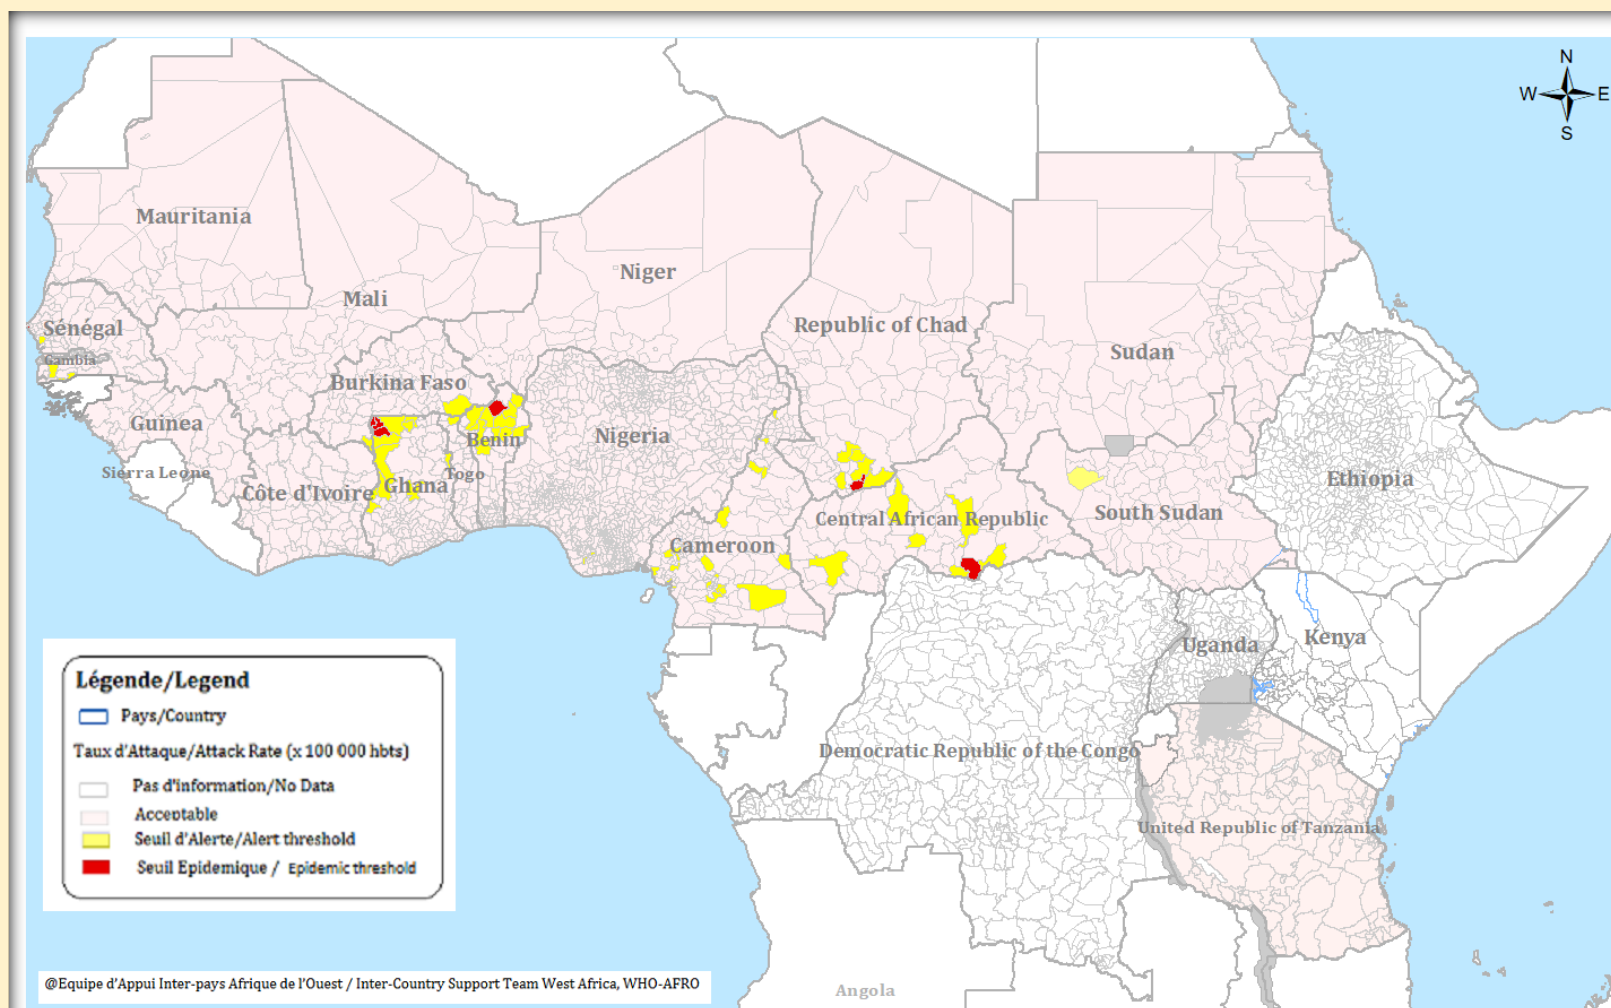 N
W E
S
Mauritania
Niger
Mali
Sénégal
Republic of Chad
Gambia
Sudan
Burkina Faso
Guinea
Benin
Nigeria
Sierra Leone
Togo
Ethiopia
Côte d'Ivoire
Ghana
Central African Republic
South Sudan
Cameroon
Uganda
Kenya
Democratic Republic of the Congo
United Republic of Tanzania
Angola
Légende/Legend
Pays/Country
Taux d'Attaque/Attack Rate (x 100 000 hbts)
Pas d'information/No Data
Acceptable
Seuil d'Alerte/Alert threshold
Seuil Epidemique / Epidemic threshold
@Equipe d'Appui Inter-pays Afrique de l'Ouest / Inter-Country Support Team West Africa, WHO-AFRO